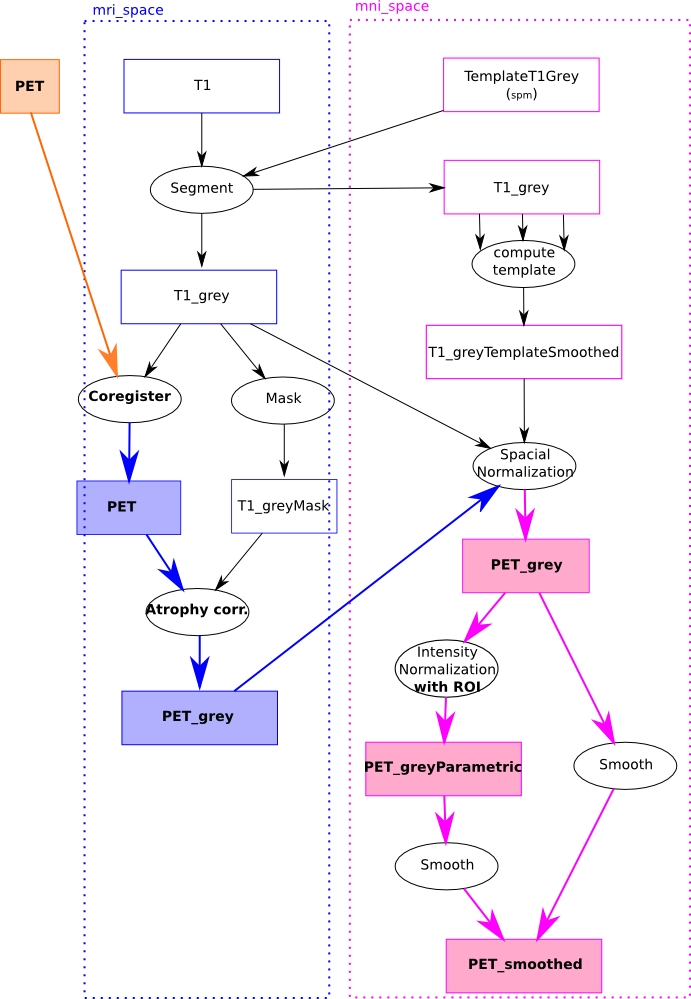 mri_space
mni_space
PET
T1
TemplateT1Grey
(spm)
Segment
T1_grey
compute
template
T1_grey
T1_greyTemplateSmoothed
Coregister
Mask
Spacial
Normalization
PET
T1_greyMask
PET_grey
Atrophy corr.
Intensity
Normalization
with ROI
PET_grey
PET_greyParametric
Smooth
Smooth
PET_smoothed